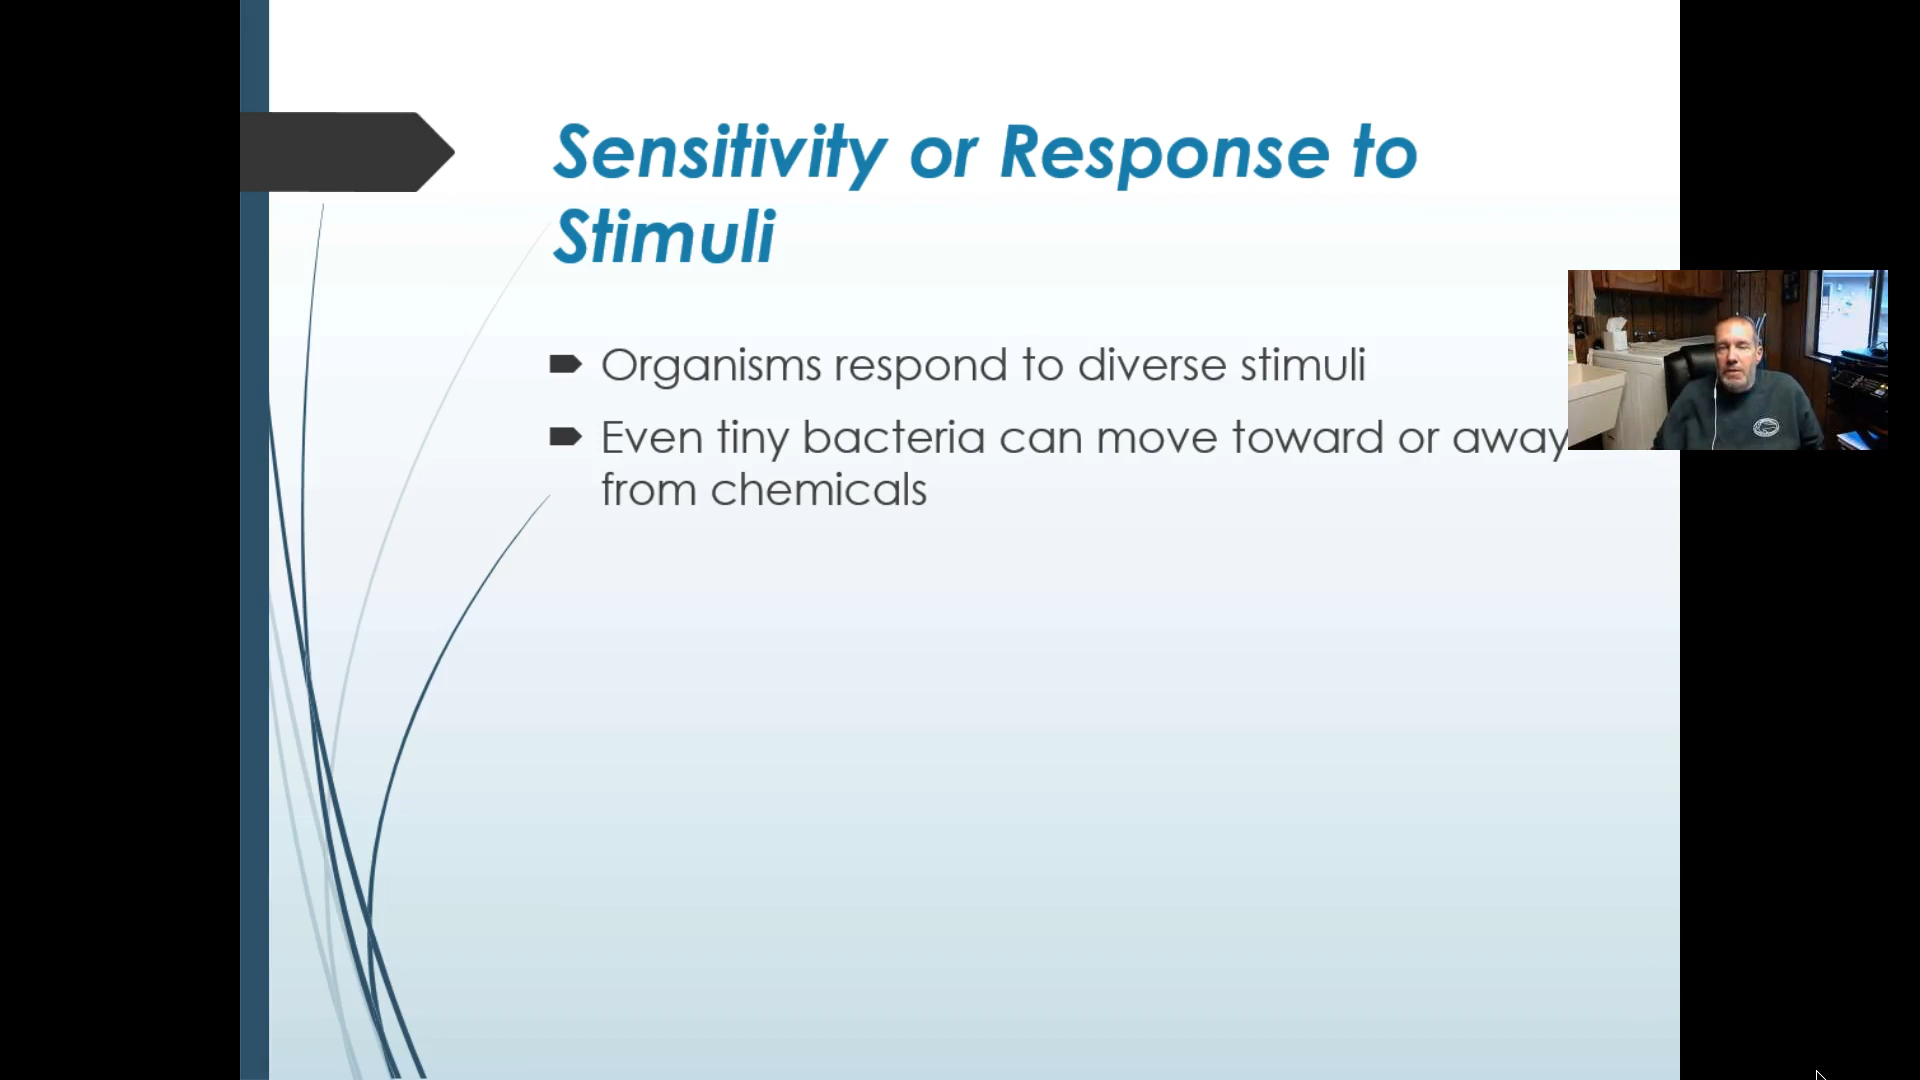 Sensitivity or Response to
Stimuli
Organisms respond to diverse stimuli
Even tiny bacteria can move toward or away
from chemicals